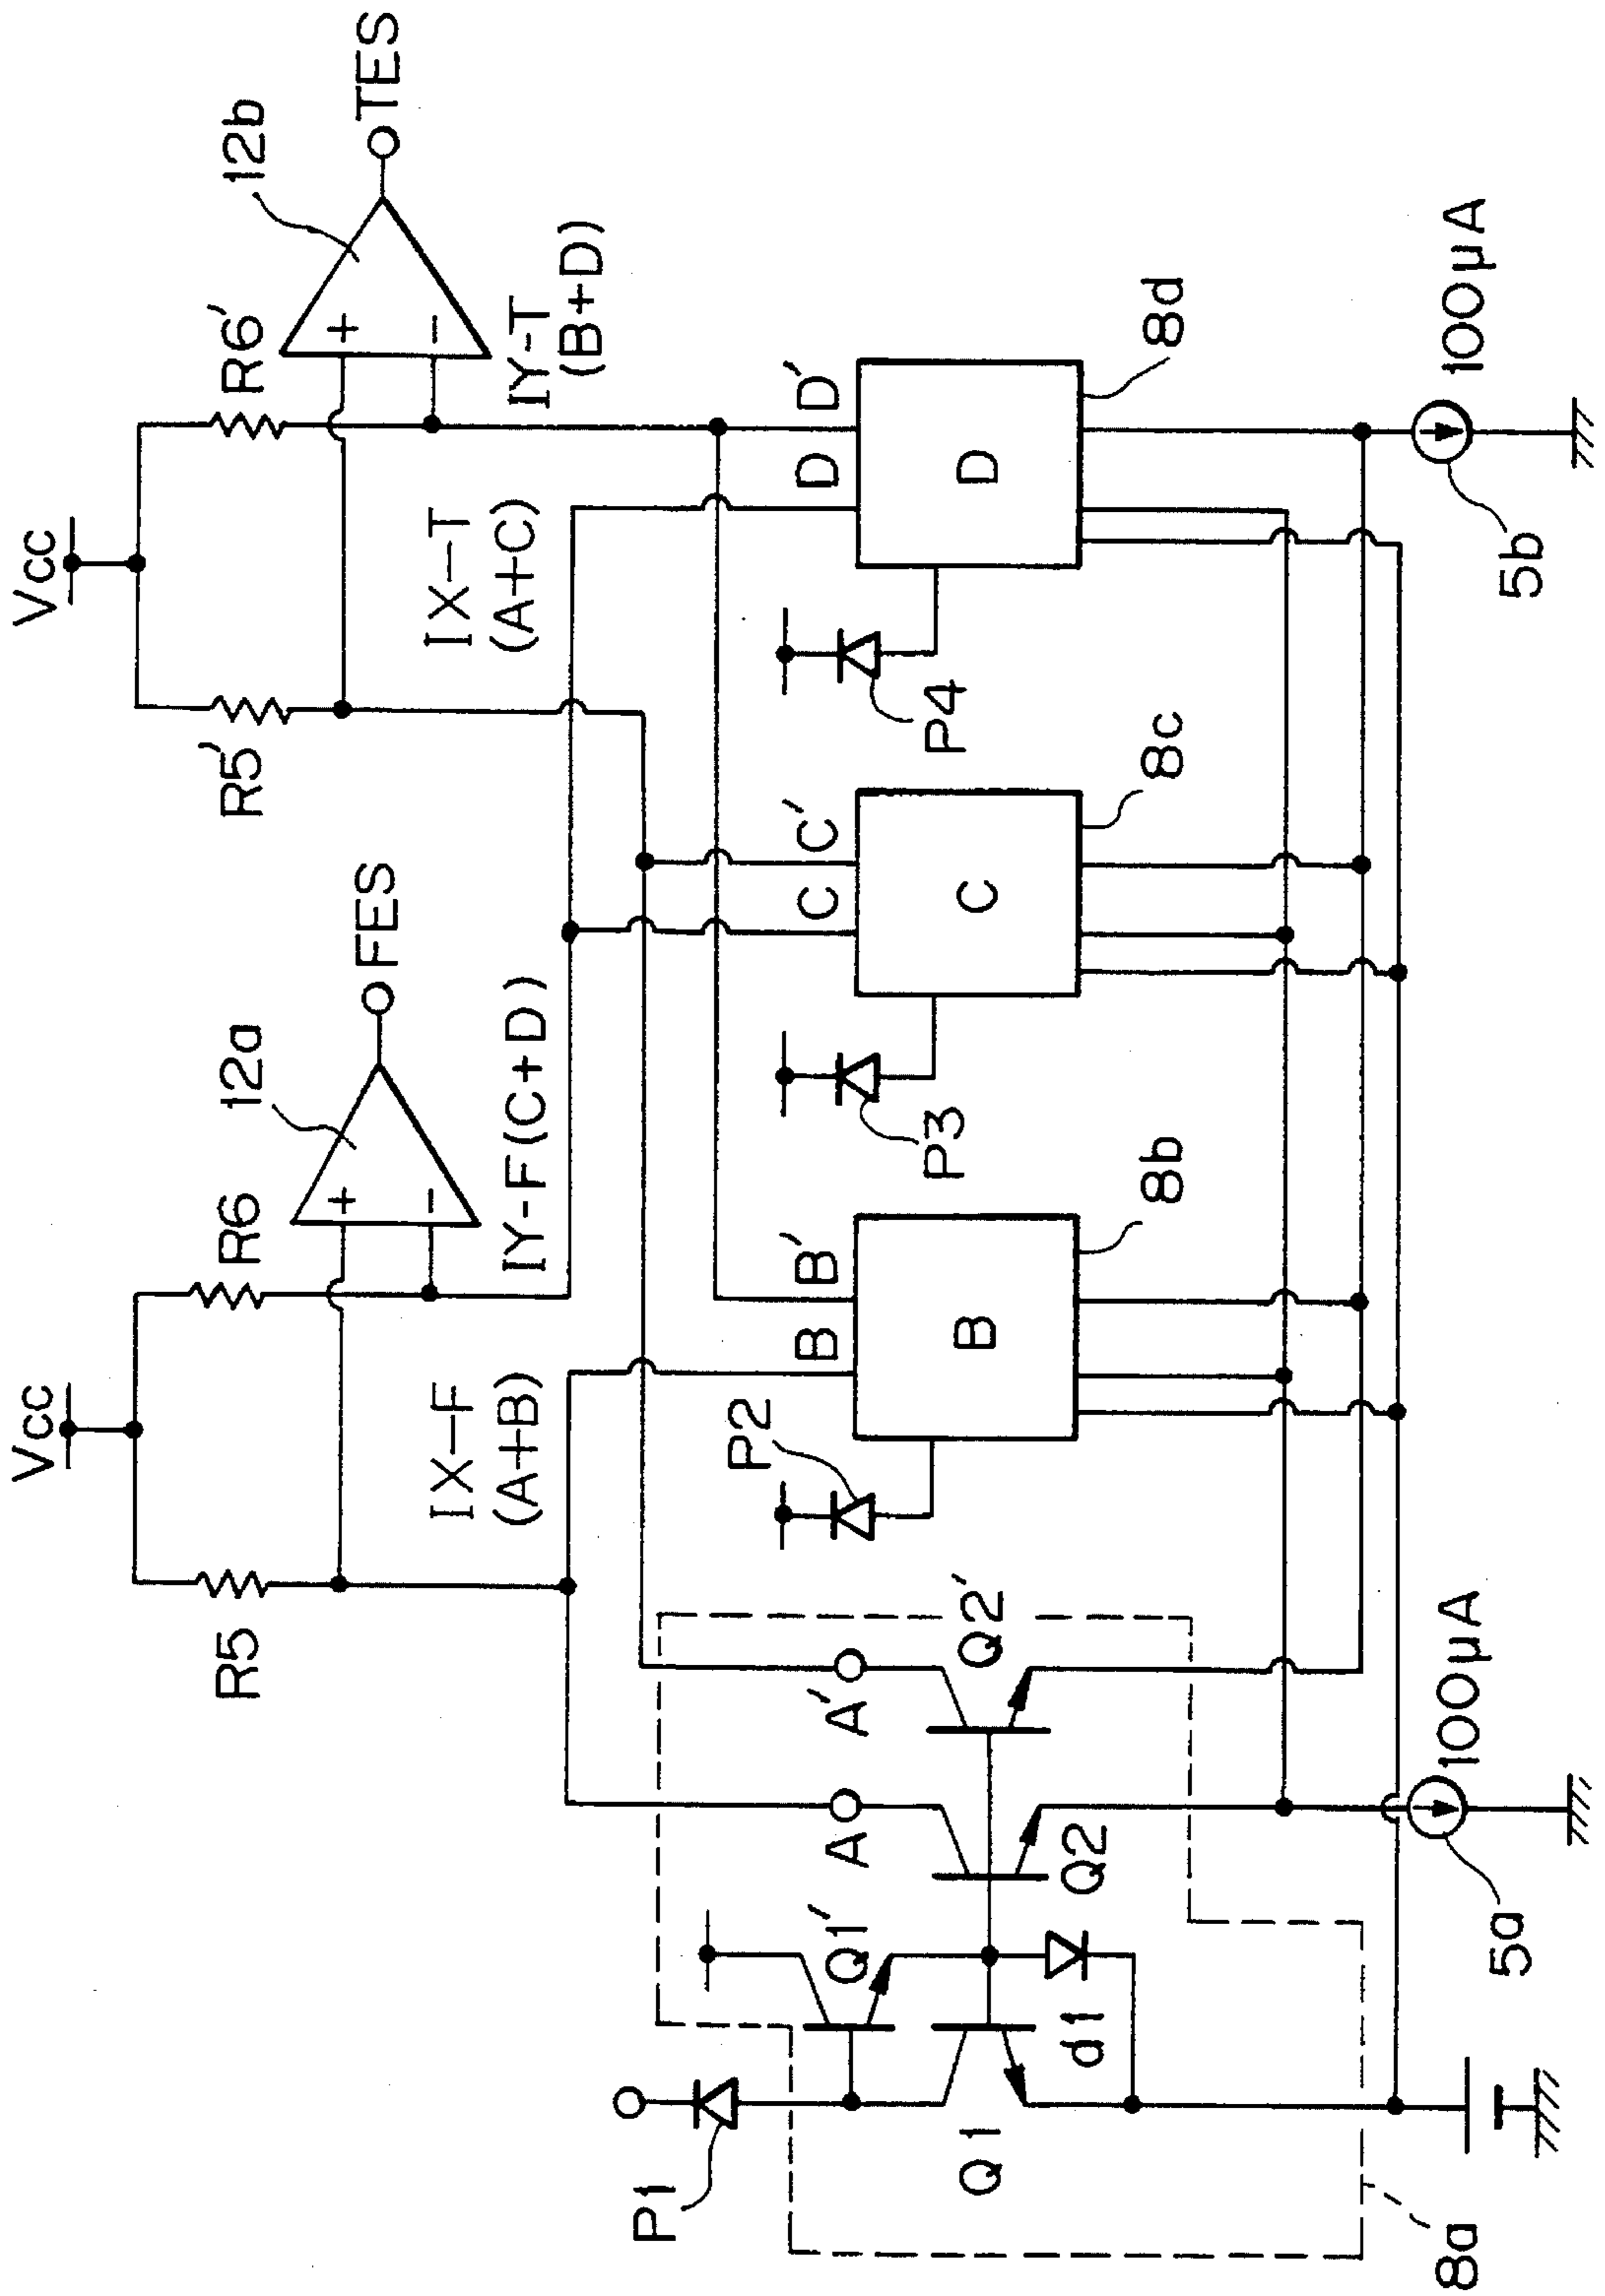 Vcc
Vcc
R5
R6
12a
FES
R5'
R6'
12b
TES
+
−
+
−
IX-F
(A+B)
IY-F(C+D)
IX-T
(A+C)
IY-T
(B+D)
P1
Q1'
A
A'
P2
B
B'
P3
C
C'
P4
D
D'
Q1
d1
Q2
Q2'
B
C
D
8b
8c
8d
8a
5a
100μA
5b
100μA